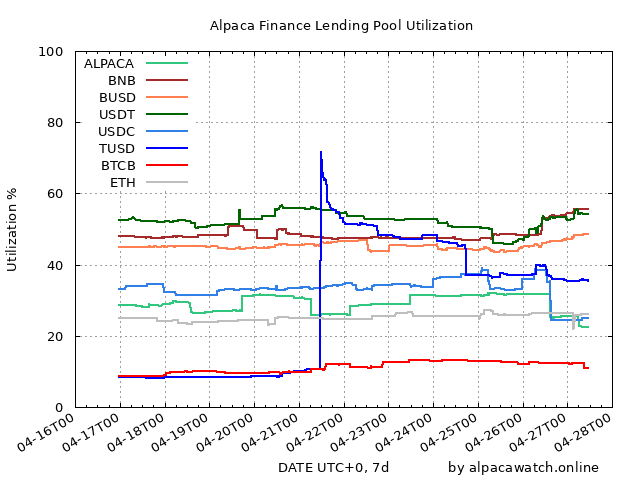 Alpaca Finance Lending Pool Utilization
100
80
60
40
20
0
Utilization %
ALPACA
BNB
BUSD
USDT
USDC
TUSD
BTCB
ETH
04-16T00
04-17T00
04-18T00
04-19T00
04-20T00
04-21T00
04-22T00
04-23T00
04-24T00
04-25T00
04-26T00
04-27T00
04-28T00
DATE UTC+0, 7d
by alpacawatch.online